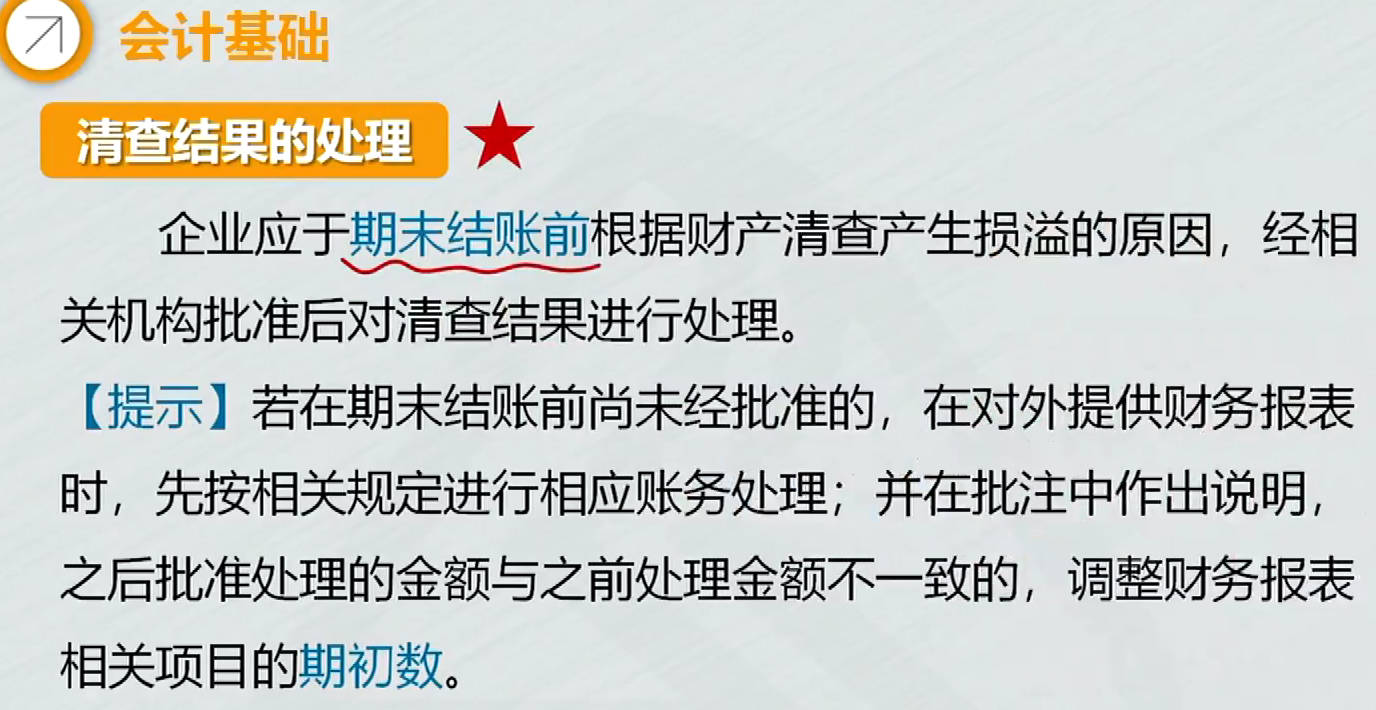 会计基础
清查结果的处理
企业应于期末结账前根据财产清查产生损溢的原因，经相
关机构批准后对清查结果进行处理。
【提示】若在期末结账前尚未经批准的，在对外提供财务报表
时，先按相关规定进行相应账务处理；并在批注中作出说明，
之后批准处理的金额与之前处理金额不一致的，调整财务报表
相关项目的期初数。